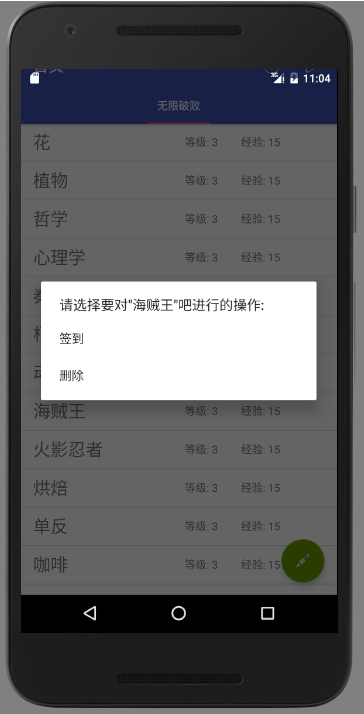 11:04
无限破败
花 等级: 3 经验: 15
植物 等级: 3 经验: 15
哲学 等级: 3 经验: 15
心理学 等级: 3 经验: 15
请选择要对"海贼王"吧进行的操作:
签到
删除
海贼王 等级: 3 经验: 15
火影忍者 等级: 3 经验: 15
烘焙 等级: 3 经验: 15
单反 等级: 3 经验: 15
咖啡 等级: 3 经验: 15